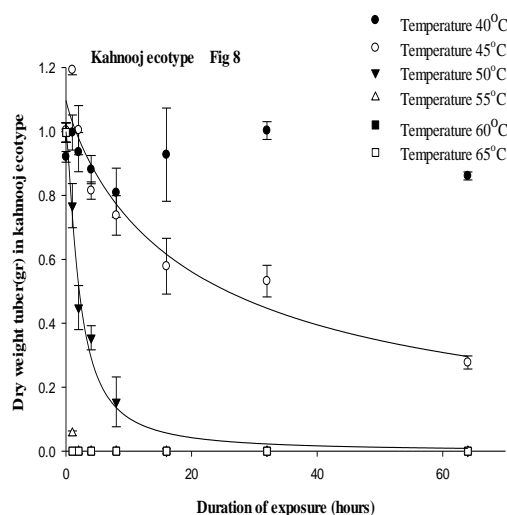 Temperature 40°C
Temperature 45°C
Temperature 50°C
Temperature 55°C
Temperature 60°C
Temperature 65°C
Kahnooj ecotype Fig 8
Dry weight tuber(gr) in kahnooj ecotype
1.2
1.0
0.8
0.6
0.4
0.2
0.0
0 20 40 60
Duration of exposure (hours)